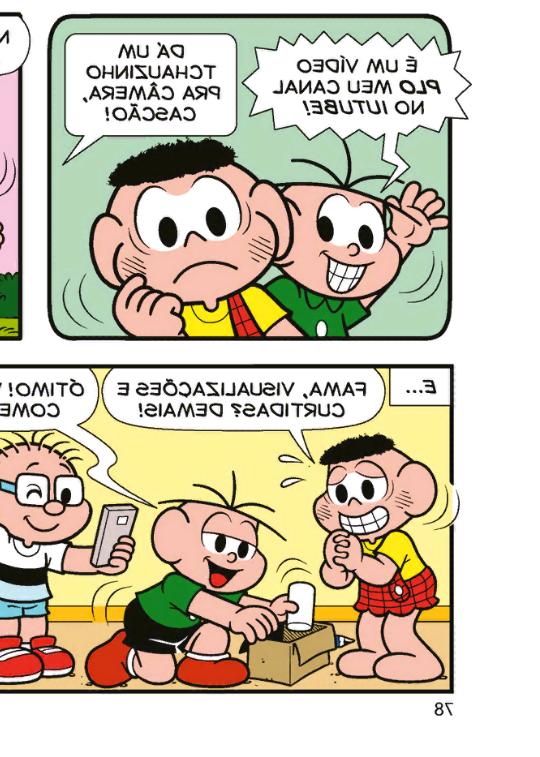 É UM VÍDEO
PLO MEU CANAL
NO IUTUBE!
DÁ UM
TCHAUZINHO
PRA CÂMERA,
CASCÃO!
N
E...
FAMA, VISUALIZAÇÕES E
CURTIDAS? DEMAIS!
ÓTIMO!
COME
78